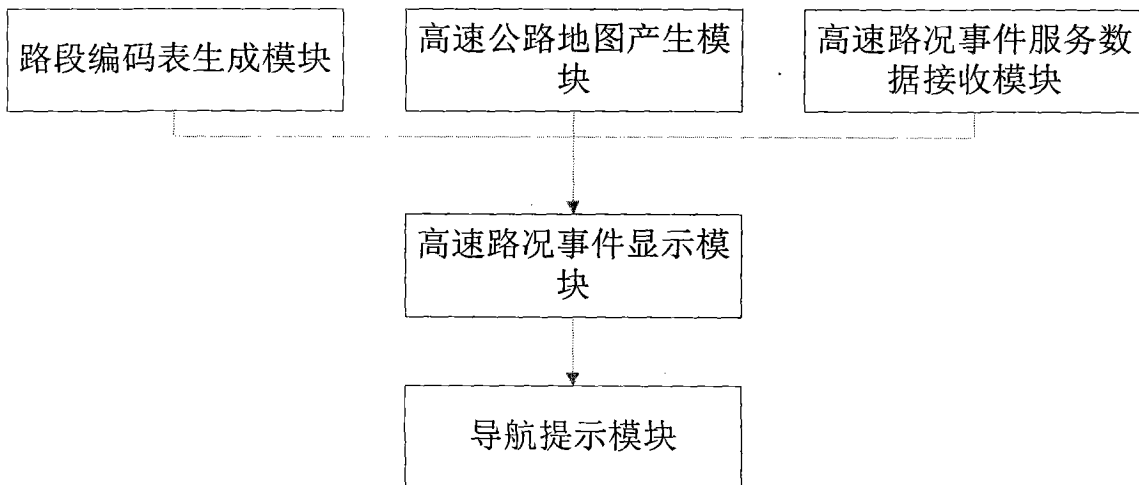 路段编码表生成模块
高速公路地图产生模
块
高速路况事件服务数
据接收模块
高速路况事件显示模
块
导航提示模块